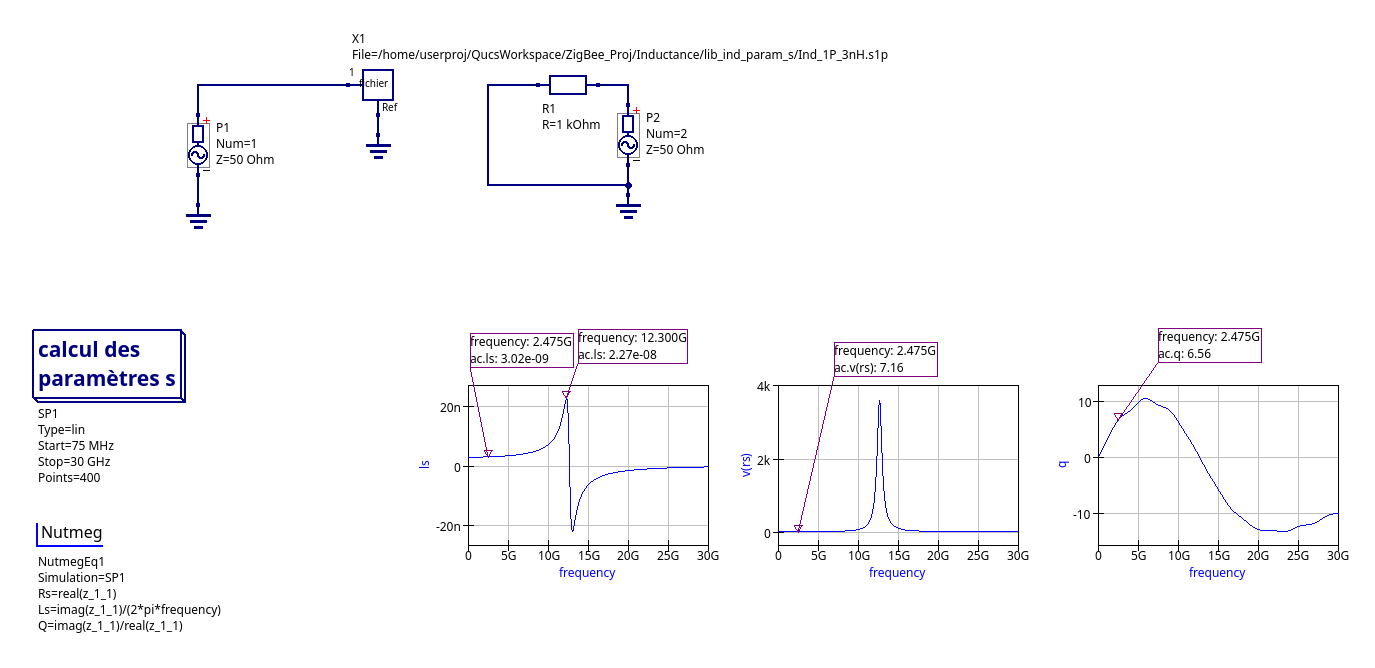 X1
File=/home/userproj/QucsWorkspace/ZigBee_Proj/Inductance/lib_ind_param_s/Ind_1P_3nH.s1p
1
fichier
Ref
P1
Num=1
Z=50 Ohm
R1
R=1 kOhm
P2
Num=2
Z=50 Ohm
calcul des
paramètres s
SP1
Type=lin
Start=75 MHz
Stop=30 GHz
Points=400
Nutmeg
NutmegEq1
Simulation=SP1
Rs=real(z_1_1)
Ls=imag(z_1_1)/(2*pi*frequency)
Q=imag(z_1_1)/real(z_1_1)
frequency: 2.475G
ac.ls: 3.02e-09
frequency: 12.300G
ac.ls: 2.27e-08
20n
0
-20n
ls
0 5G 10G 15G 20G 25G 30G
frequency
frequency: 2.475G
ac.v(rs): 7.16
4k
2k
0
v(rs)
0 5G 10G 15G 20G 25G 30G
frequency
frequency: 2.475G
ac.q: 6.56
10
0
-10
q
0 5G 10G 15G 20G 25G 30G
frequency